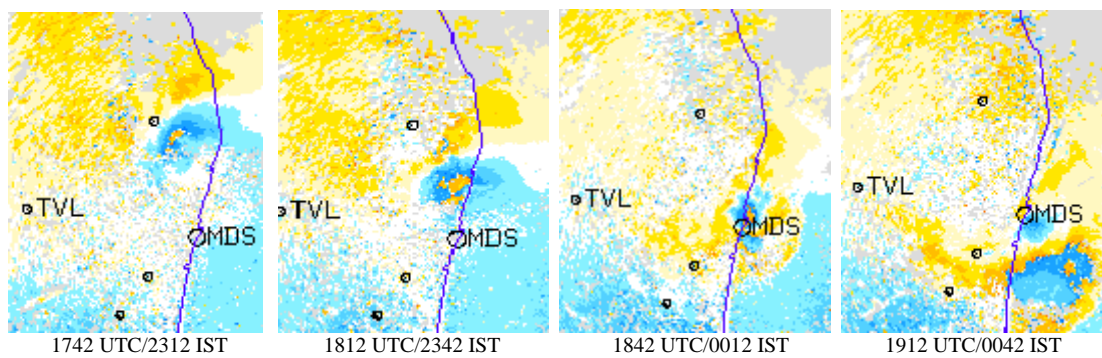 TVL
MDS
1742 UTC/2312 IST
TVL
MDS
1812 UTC/2342 IST
TVL
MDS
1842 UTC/0012 IST
TVL
MDS
1912 UTC/0042 IST